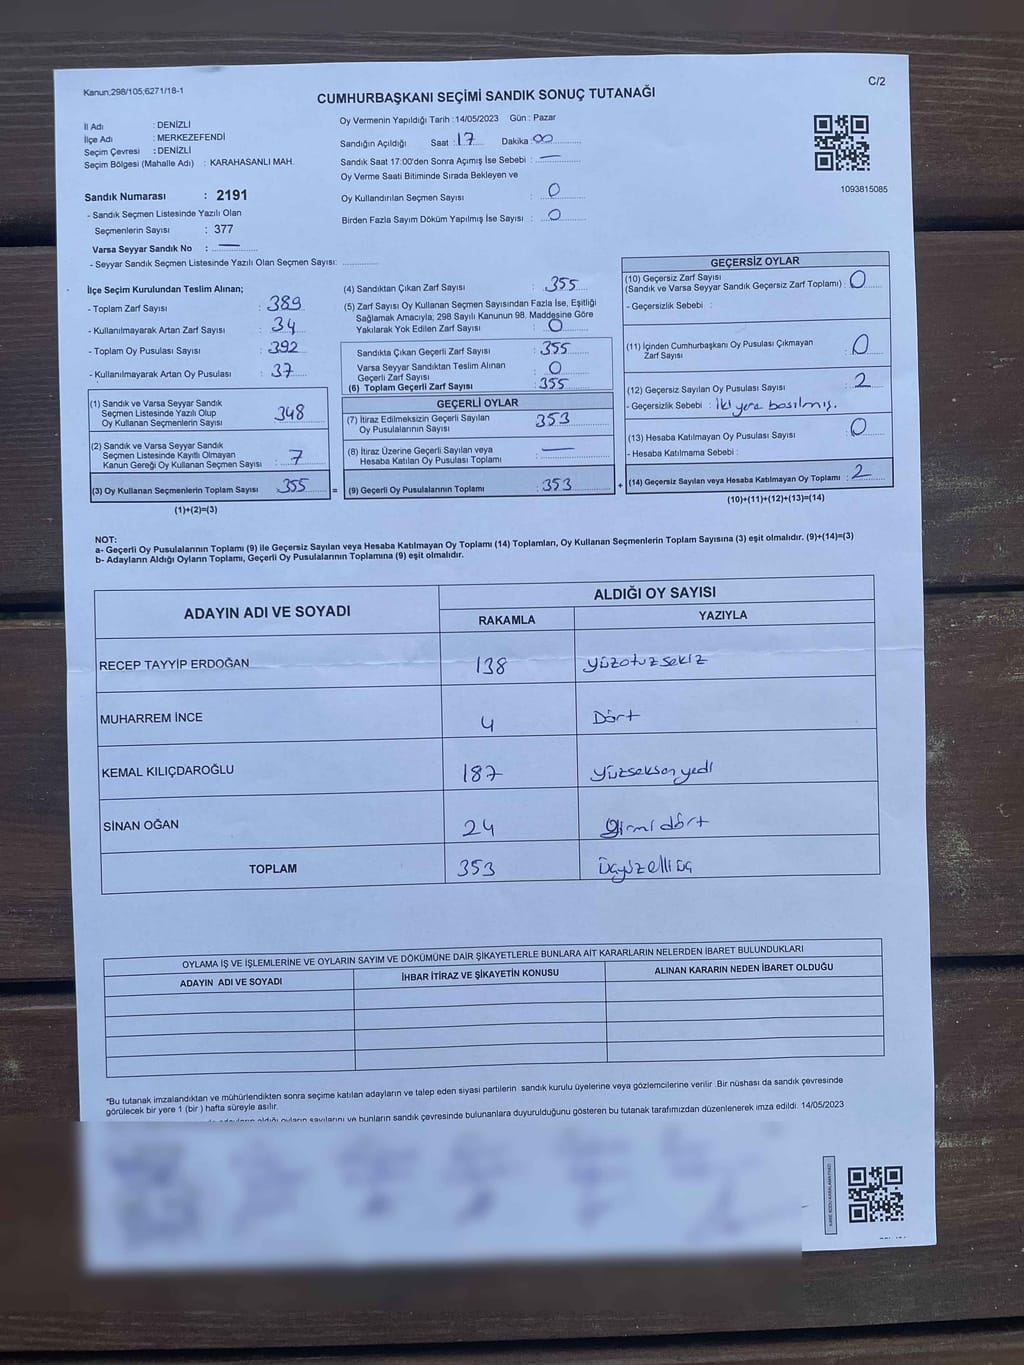 Kanun:298/105;6271/18-1
C/2
CUMHURBAŞKANI SEÇİMİ SANDIK SONUÇ TUTANAĞI
İl Adı : DENİZLİ
İlçe Adı : MERKEZEFENDİ
Seçim Çevresi : DENİZLİ
Seçim Bölgesi (Mahalle Adı) : KARAHASANLI MAH.
Sandık Numarası : 2191
- Sandık Seçmen Listesinde Yazılı Olan
Seçmenlerin Sayısı : 377
Varsa Seyyar Sandık No : —
- Seyyar Sandık Seçmen Listesinde Yazılı Olan Seçmen Sayısı: ..............
Oy Vermenin Yapıldığı Tarih :14/05/2023 Gün : Pazar
Sandığın Açıldığı Saat : 17 Dakika : 00
Sandık Saat 17:00'den Sonra Açımış İse Sebebi : —
Oy Verme Saati Bitiminde Sırada Bekleyen ve
Oy Kullandırılan Seçmen Sayısı : 0
Birden Fazla Sayım Döküm Yapılmış İse Sayısı : 0
1093815085
İlçe Seçim Kurulundan Teslim Alınan;
- Toplam Zarf Sayısı : 389
- Kullanılmayarak Artan Zarf Sayısı : 34
- Toplam Oy Pusulası Sayısı : 392
- Kullanılmayarak Artan Oy Pusulası : 37
(1) Sandık ve Varsa Seyyar Sandık
Seçmen Listesinde Yazılı Olup
Oy Kullanan Seçmenlerin Sayısı : 348
(2) Sandık ve Varsa Seyyar Sandık
Seçmen Listesinde Kayıtlı Olmayan
Kanun Gereği Oy Kullanan Seçmen Sayısı : 7
(3) Oy Kullanan Seçmenlerin Toplam Sayısı : 355
(1)+(2)=(3)
(4) Sandıktan Çıkan Zarf Sayısı : 355
(5) Zarf Sayısı Oy Kullanan Seçmen Sayısından Fazla İse, Eşitliği
Sağlamak Amacıyla; 298 Sayılı Kanunun 98. Maddesine Göre
Yakılarak Yok Edilen Zarf Sayısı : 0
Sandıkta Çıkan Geçerli Zarf Sayısı : 355
Varsa Seyyar Sandıktan Teslim Alınan
Geçerli Zarf Sayısı : 0
(6) Toplam Geçerli Zarf Sayısı : 355
GEÇERLİ OYLAR
(7) İtiraz Edilmeksizin Geçerli Sayılan
Oy Pusulalarının Sayısı : 353
(8) İtiraz Üzerine Geçerli Sayılan veya
Hesaba Katılan Oy Pusulası Toplamı : —
= (9) Geçerli Oy Pusulalarının Toplamı : 353
GEÇERSİZ OYLAR
(10) Geçersiz Zarf Sayısı
(Sandık ve Varsa Seyyar Sandık Geçersiz Zarf Toplamı) : 0
- Geçersizlik Sebebi :
(11) İçinden Cumhurbaşkanı Oy Pusulası Çıkmayan
Zarf Sayısı : 0
(12) Geçersiz Sayılan Oy Pusulası Sayısı : 2
- Geçersizlik Sebebi : İki yere basılmış.
(13) Hesaba Katılmayan Oy Pusulası Sayısı : 0
- Hesaba Katılmama Sebebi :
+ (14) Geçersiz Sayılan veya Hesaba Katılmayan Oy Toplamı : 2
(10)+(11)+(12)+(13)=(14)
NOT:
a- Geçerli Oy Pusulalarının Toplamı (9) ile Geçersiz Sayılan veya Hesaba Katılmayan Oy Toplamı (14) Toplamları, Oy Kullanan Seçmenlerin Toplam Sayısına (3) eşit olmalıdır. (9)+(14)=(3)
b- Adayların Aldığı Oyların Toplamı, Geçerli Oy Pusulalarının Toplamına (9) eşit olmalıdır.
ADAYIN ADI VE SOYADI
ALDIĞI OY SAYISI
RAKAMLA YAZIYLA
RECEP TAYYİP ERDOĞAN 138 yüzotuzsekiz
MUHARREM İNCE 4 Dört
KEMAL KILIÇDAROĞLU 187 yüzseksen yedi
SİNAN OĞAN 24 yirmi dört
TOPLAM 353 üçyüzelli üç
OYLAMA İŞ VE İŞLEMLERİNE VE OYLARIN SAYIM VE DÖKÜMÜNE DAİR ŞİKAYETLERLE BUNLARA AİT KARARLARIN NELERDEN İBARET BULUNDUKLARI
ADAYIN ADI VE SOYADI İHBAR İTİRAZ VE ŞİKAYETİN KONUSU ALINAN KARARIN NEDEN İBARET OLDUĞU
*Bu tutanak imzalandıktan ve mühürlendikten sonra seçime katılan adayların ve talep eden siyasi partilerin sandık kurulu üyelerine veya gözlemcilerine verilir .Bir nüshası da sandık çevresinde
görülecek bir yere 1 (bir ) hafta süreyle asılır.
aldığı oyların sayılarını ve bunların sandık çevresinde bulunanlara duyurulduğunu gösteren bu tutanak tarafımızdan düzenlenerek imza edildi. 14/05/2023